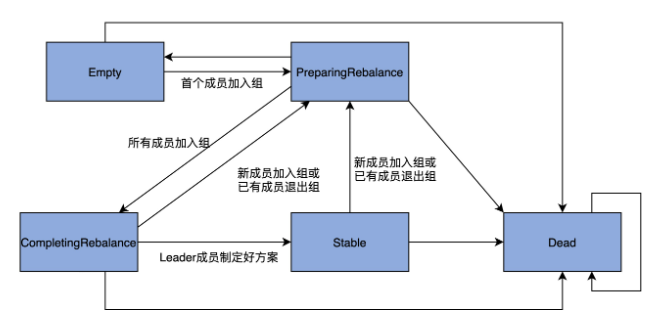 Empty
PreparingRebalance
首个成员加入组
所有成员加入组
新成员加入组或
已有成员退出组
新成员加入组或
已有成员退出组
CompletingRebalance
Stable
Dead
Leader成员制定好方案